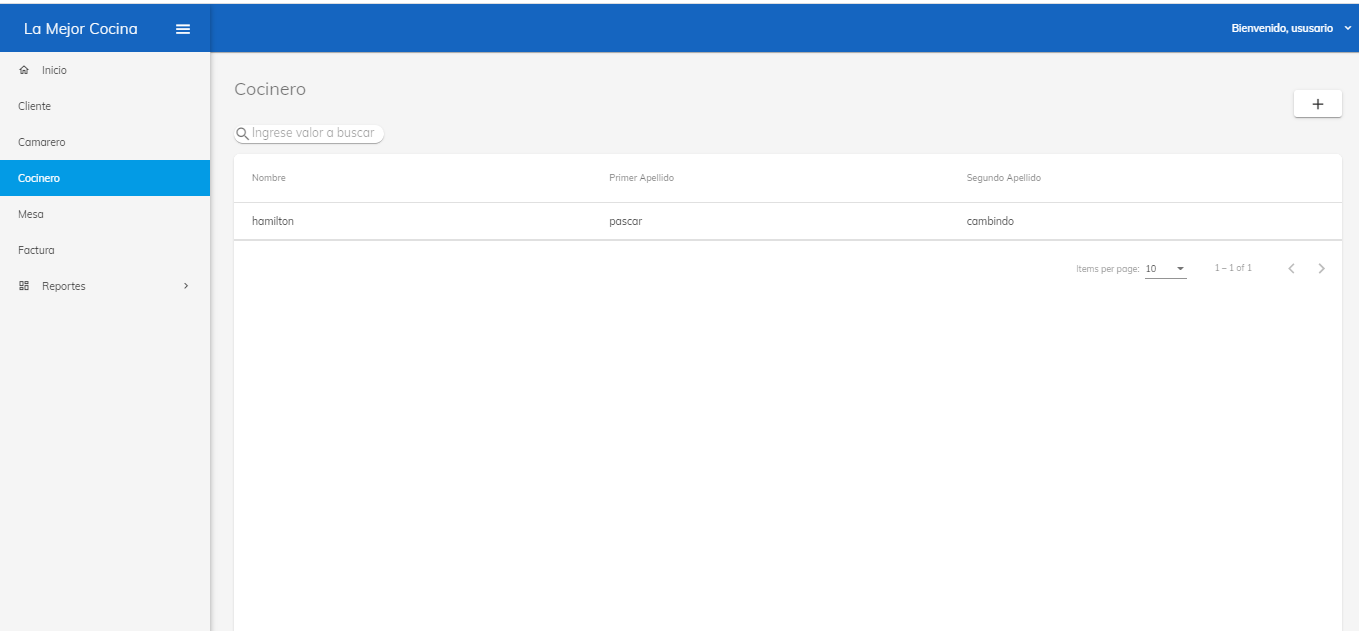 La Mejor Cocina
Bienvenido, ususario
Inicio
Cliente
Camarero
Cocinero
Mesa
Factura
Reportes
Cocinero
+
Ingrese valor a buscar
Nombre Primer Apellido Segundo Apellido
hamilton pascar cambindo
Items per page: 10 1 – 1 of 1